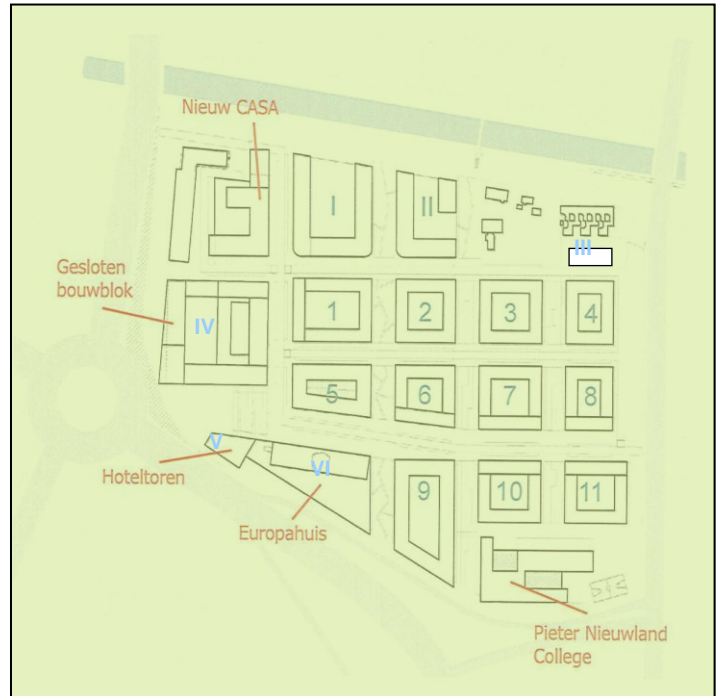 Nieuw CASA
I
II
III
Gesloten
bouwblok
IV
1
2
3
4
5
6
7
8
V
Hoteltoren
VI
Europahuis
9
10
11
Pieter Nieuwland
College